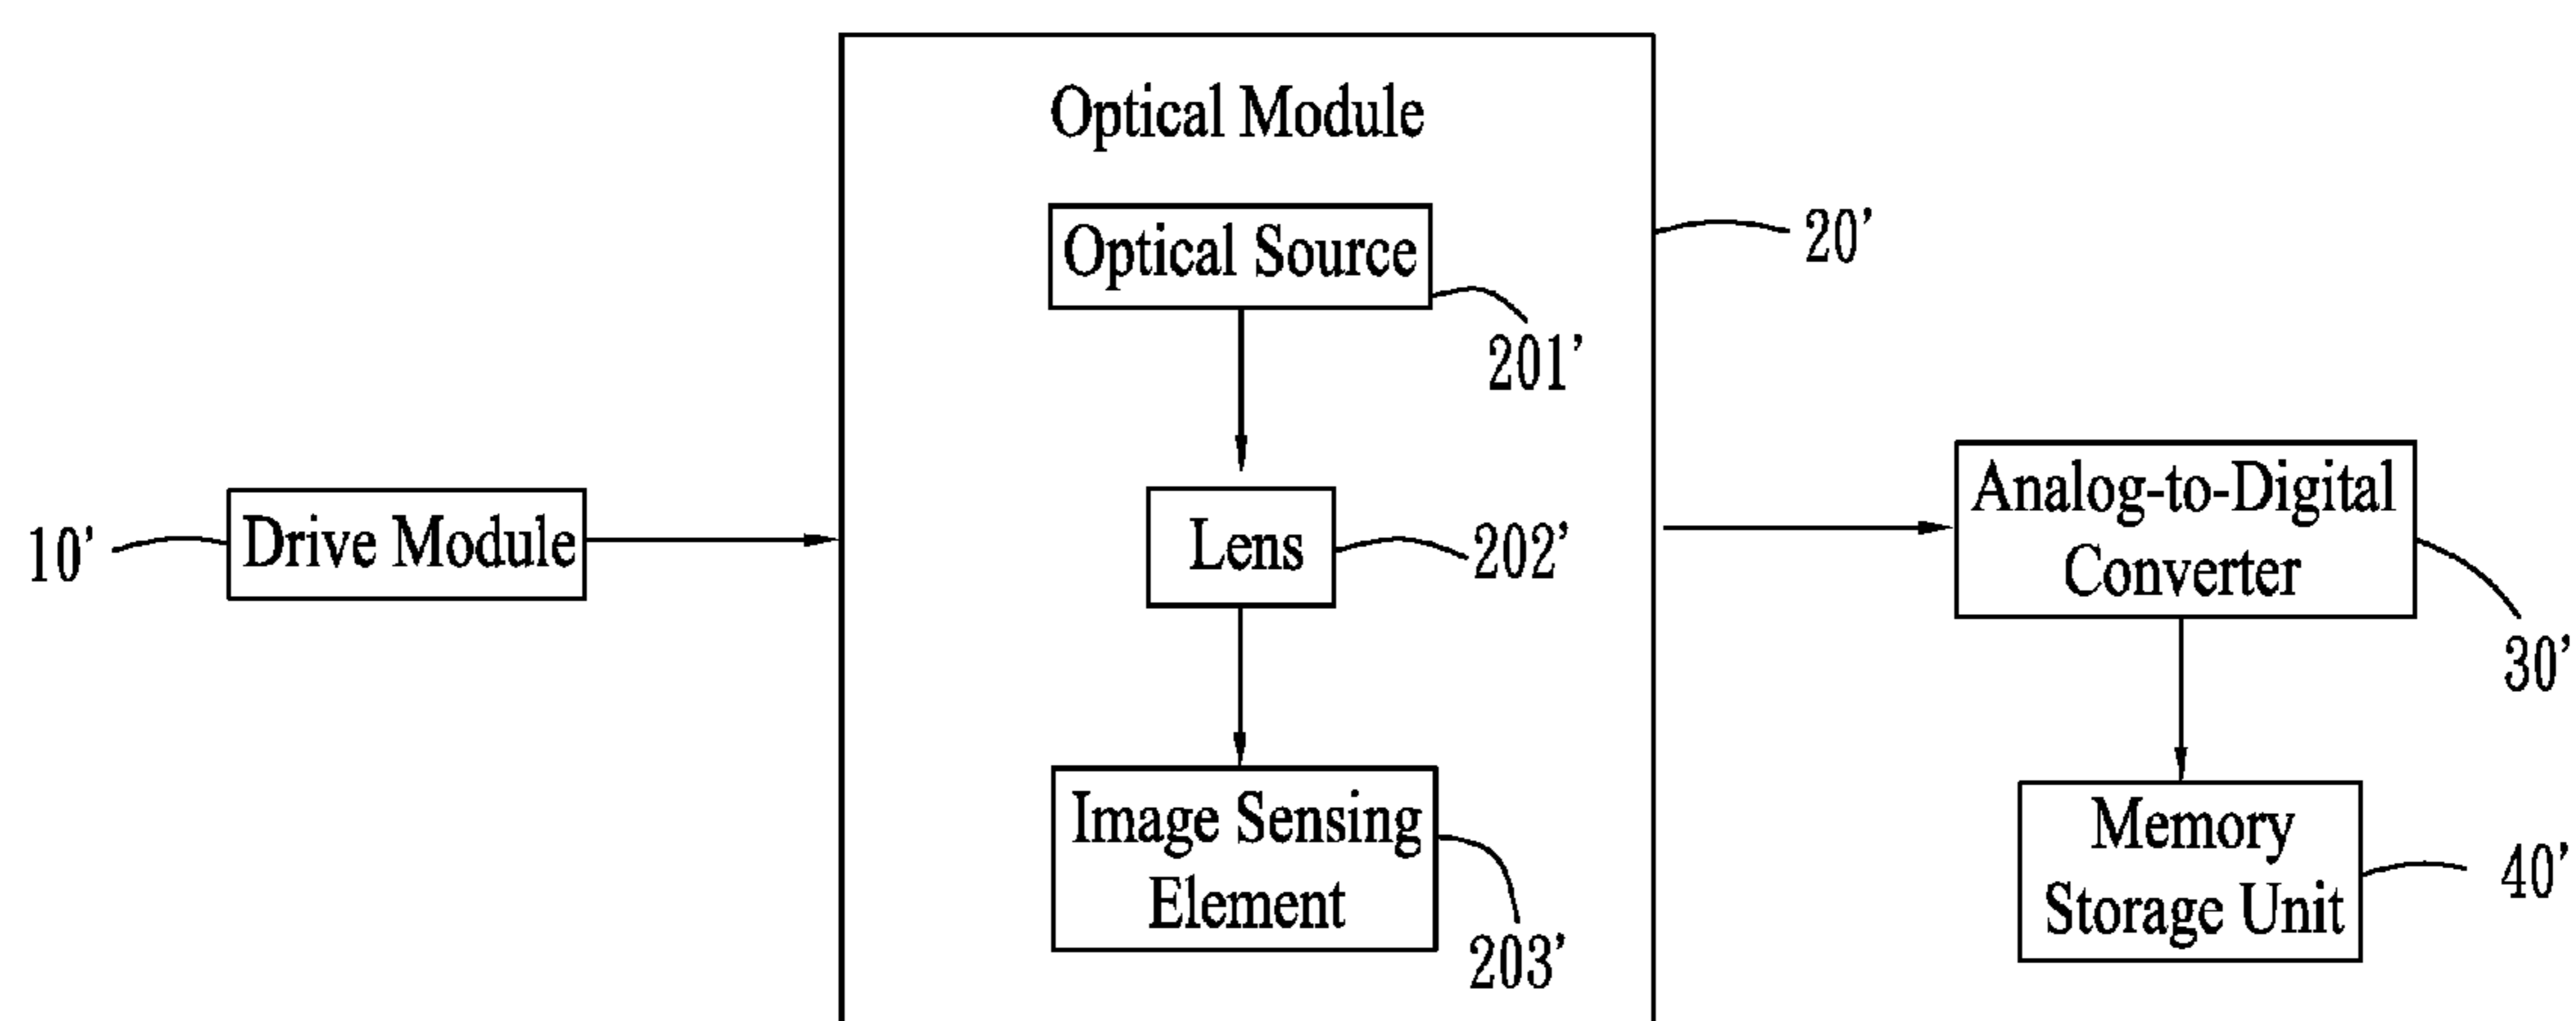 Optical Module
Optical Source
20'
201'
10'
Drive Module
Lens
202'
Analog-to-Digital
Converter
30'
Image Sensing
Element
203'
Memory
Storage Unit
40'